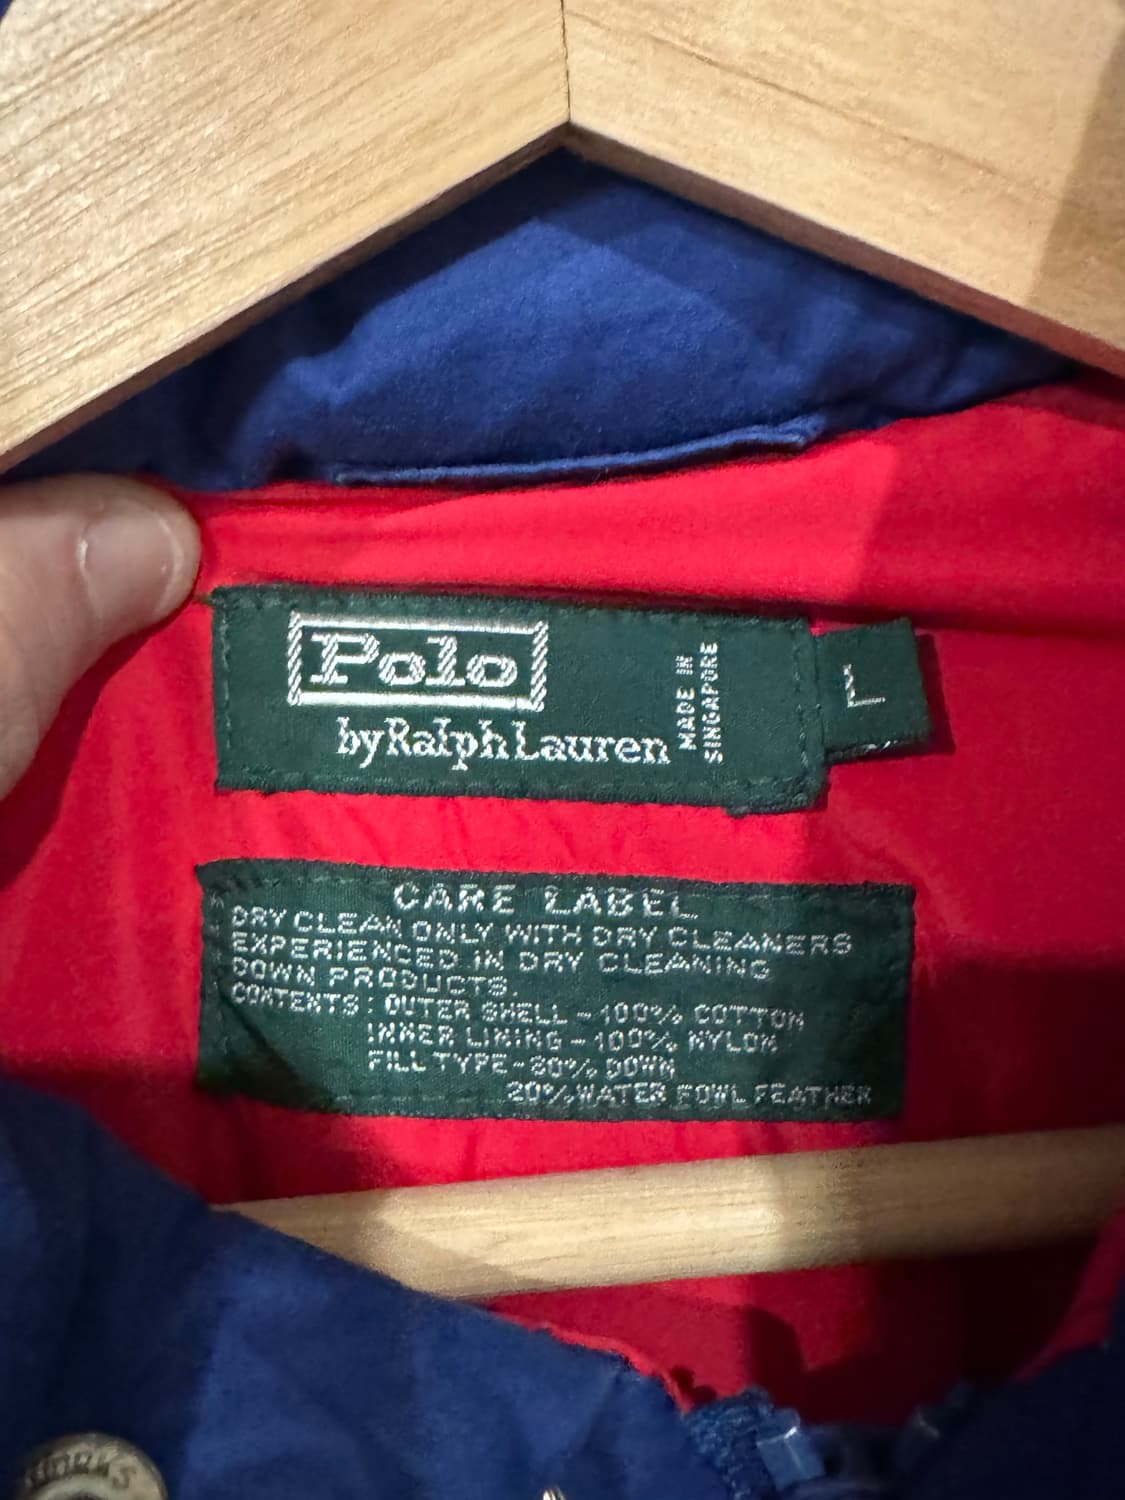 Polo
by Ralph Lauren
MADE IN
SINGAPORE
L
CARE LABEL
DRY CLEAN ONLY WITH DRY CLEANERS
EXPERIENCED IN DRY CLEANING
DOWN PRODUCTS.
CONTENTS: OUTER SHELL - 100% COTTON
INNER LINING - 100% NYLON
FILL TYPE - 80% DOWN
20% WATER FOWL FEATHER